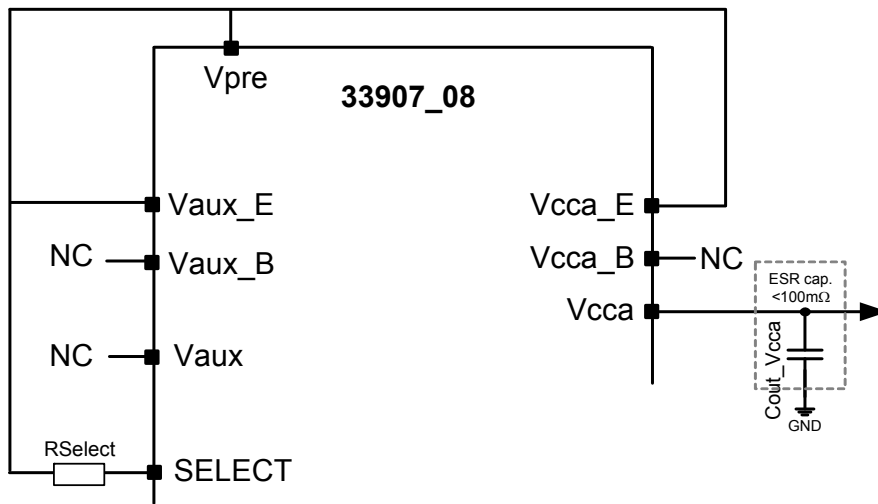 Vpre
33907_08
Vaux_E
Vcca_E
NC
Vaux_B
Vcca_B
NC
ESR cap.
<100mΩ
Vcca
NC
Vaux
Cout_Vcca
GND
RSelect
SELECT